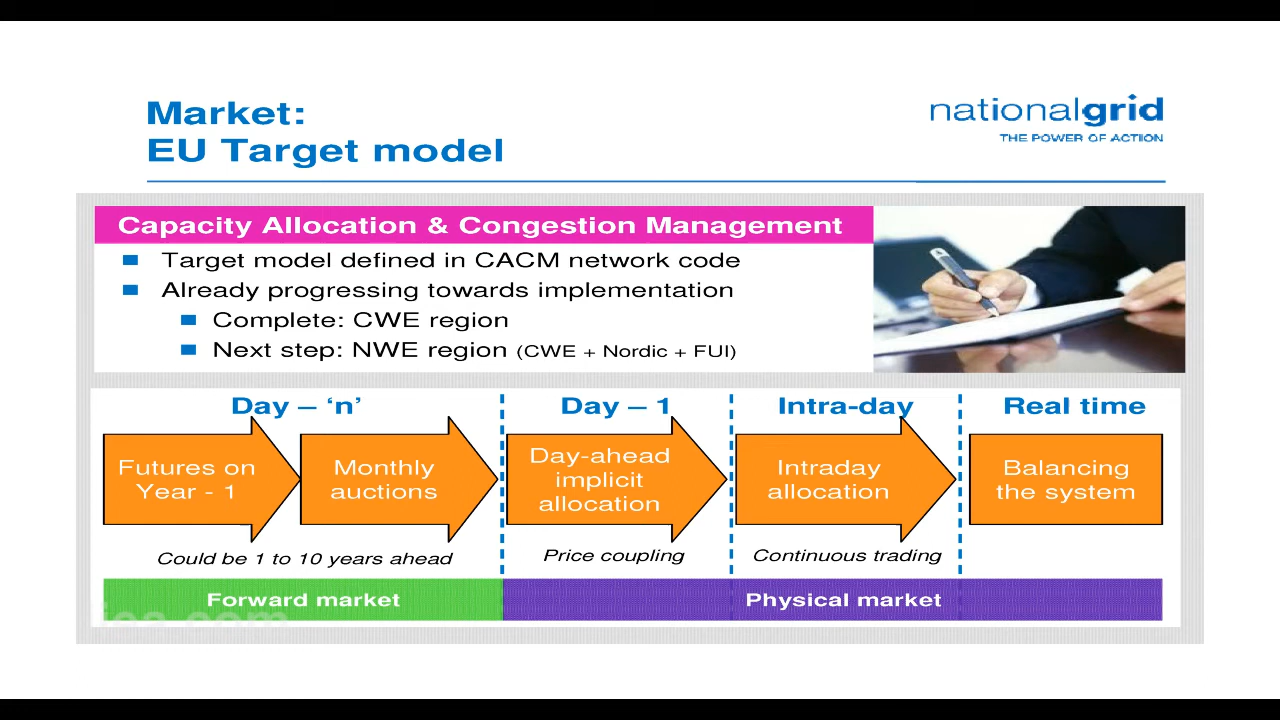 Market:
EU Target model
nationalgrid
THE POWER OF ACTION
Capacity Allocation & Congestion Management
Target model defined in CACM network code
Already progressing towards implementation
Complete: CWE region
Next step: NWE region (CWE + Nordic + FUI)
Day – ‘n’
Day – 1
Intra-day
Real time
Futures on
Year - 1
Monthly
auctions
Day-ahead
implicit
allocation
Intraday
allocation
Balancing
the system
Could be 1 to 10 years ahead
Price coupling
Continuous trading
Forward market
Physical market